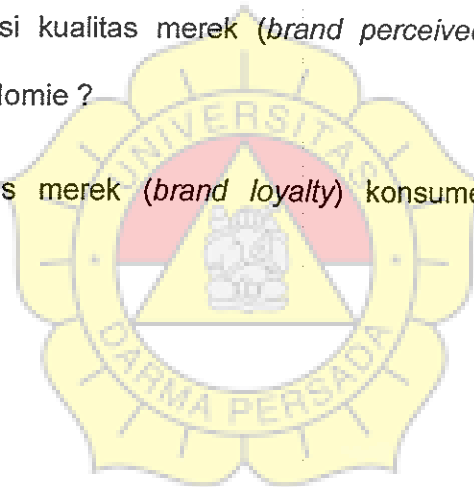 si kualitas merek (brand perceived
domie ?
s merek (brand loyalty) konsume
UNIVERSITAS
DARMA PERSADA